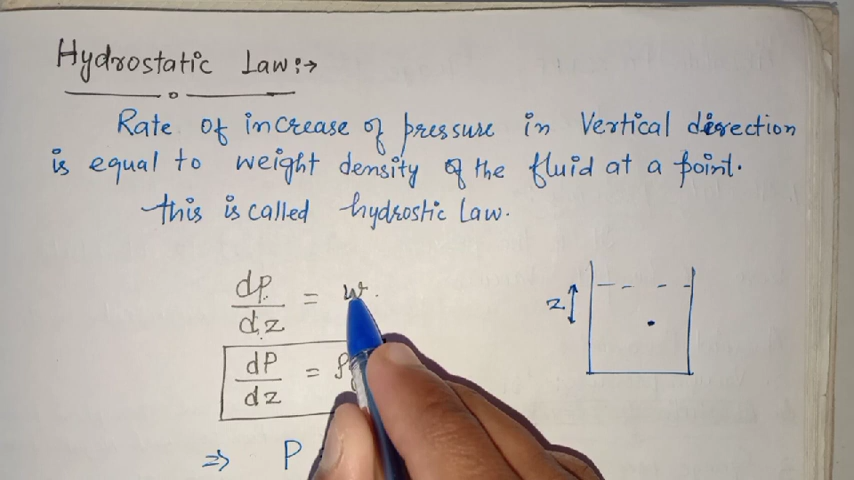 Hydrostatic Law:→
Rate of increase of pressure in Vertical direction
is equal to weight density of the fluid at a point.
this is called hydrostic Law.
dP/dz = w
z
dP/dz = ρ
⇒ P